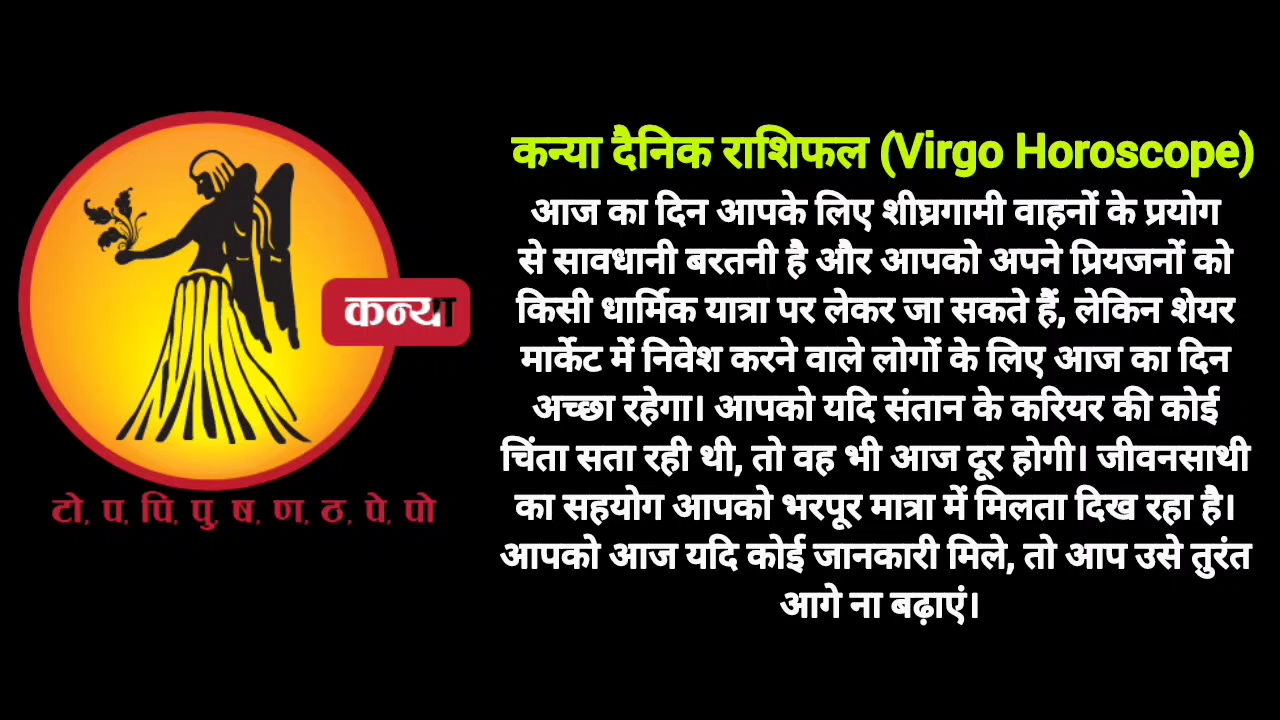 कन्या
टो, प, पि, पु, ष, ण, ठ, पे, पो
कन्या दैनिक राशिफल (Virgo Horoscope)
आज का दिन आपके लिए शीघ्रगामी वाहनों के प्रयोग
से सावधानी बरतनी है और आपको अपने प्रियजनों को
किसी धार्मिक यात्रा पर लेकर जा सकते हैं, लेकिन शेयर
मार्केट में निवेश करने वाले लोगों के लिए आज का दिन
अच्छा रहेगा। आपको यदि संतान के करियर की कोई
चिंता सता रही थी, तो वह भी आज दूर होगी। जीवनसाथी
का सहयोग आपको भरपूर मात्रा में मिलता दिख रहा है।
आपको आज यदि कोई जानकारी मिले, तो आप उसे तुरंत
आगे ना बढ़ाएं।